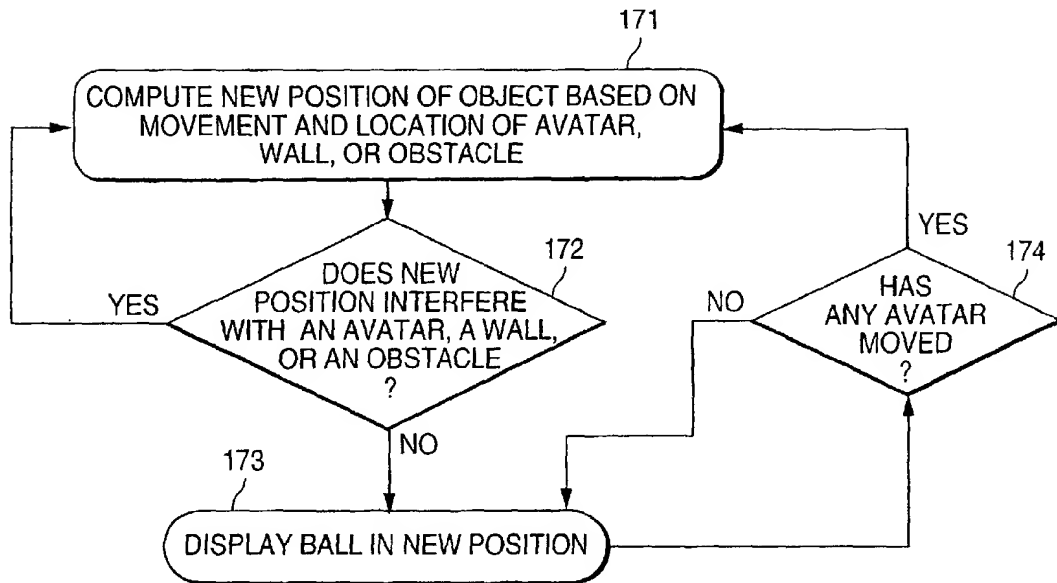 171
COMPUTE NEW POSITION OF OBJECT BASED ON
MOVEMENT AND LOCATION OF AVATAR,
WALL, OR OBSTACLE
172
DOES NEW
POSITION INTERFERE
WITH AN AVATAR, A WALL,
OR AN OBSTACLE
?
YES
NO
173
DISPLAY BALL IN NEW POSITION
174
HAS
ANY AVATAR
MOVED
?
YES
NO